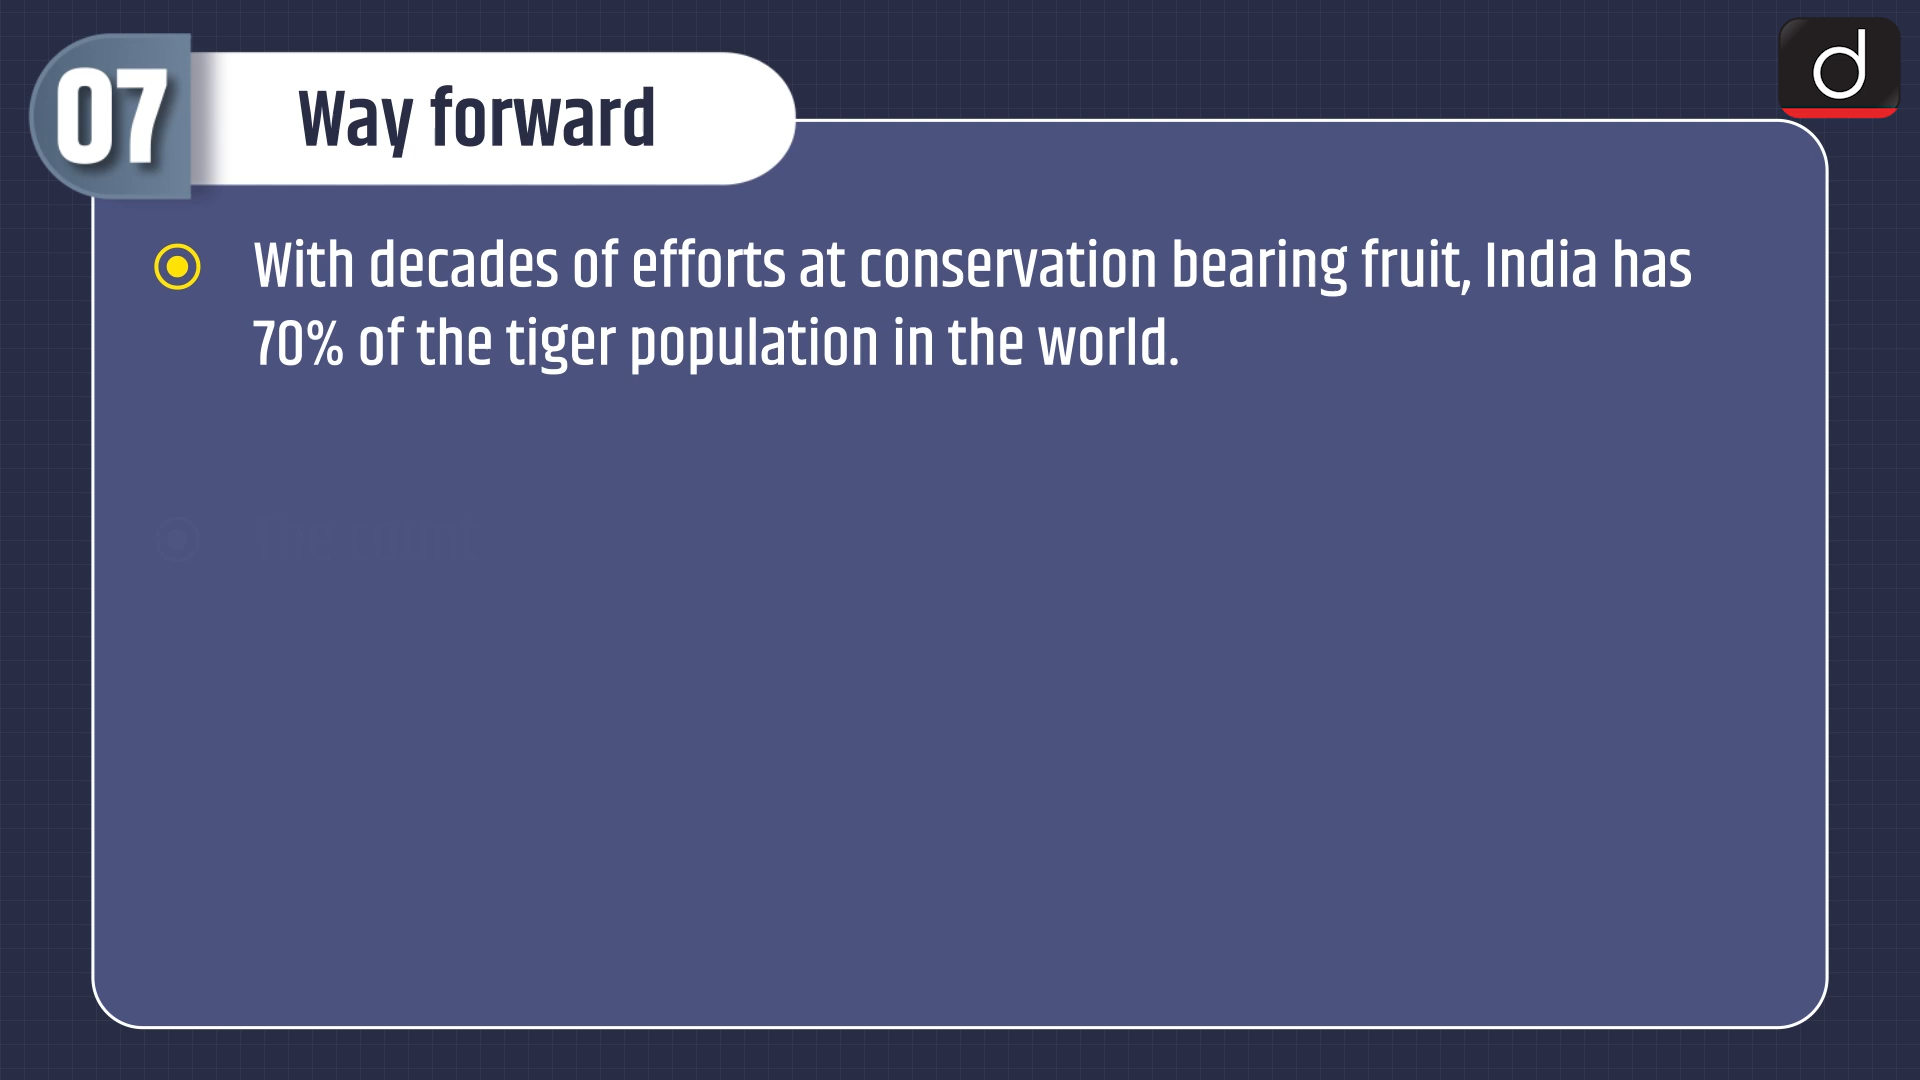 07
Way forward
d
With decades of efforts at conservation bearing fruit, India has
70% of the tiger population in the world.
The